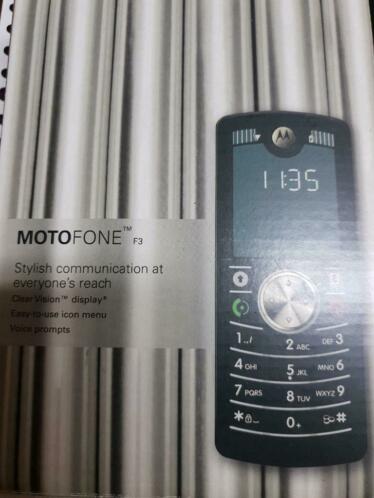 11:35
MOTOFONE™ F3
Stylish communication at
everyone's reach
Clear Vision™ display*
Easy-to-use icon menu
Voice prompts
1 ../ 2 ABC DEF 3
4 GHI 5 JKL MNO 6
7 PQRS 8 TUV WXYZ 9
* 0+ #